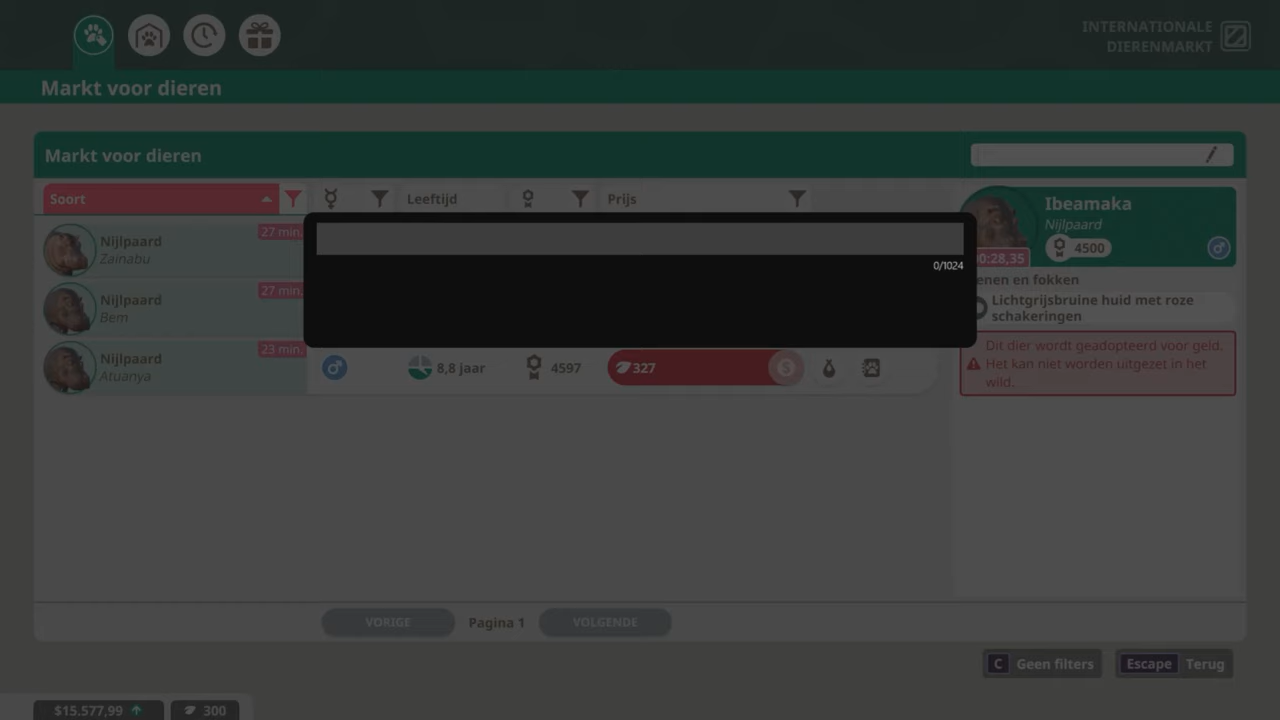 INTERNATIONALE
DIERENMARKT
Markt voor dieren
Markt voor dieren
Soort
Leeftijd
Prijs
Nijlpaard
Zainabu
27 min.
Nijlpaard
Bem
27 min.
Nijlpaard
Atuanya
23 min.
8,8 jaar
4597
327
0/1024
Ibeamaka
Nijlpaard
4500
0:28,35
enen en fokken
Lichtgrijsbruine huid met roze
schakeringen
Dit dier wordt geadopteerd voor geld.
Het kan niet worden uitgezet in het
wild.
VORIGE
Pagina 1
VOLGENDE
C Geen filters
Escape Terug
$15.577,99
300